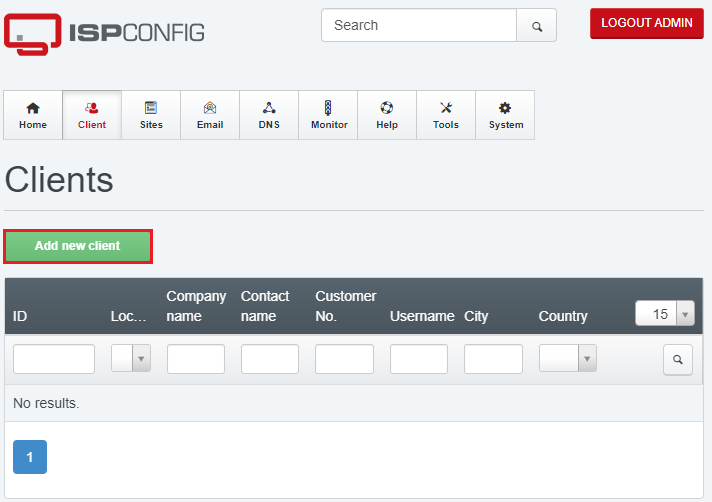 ISPCONFIG
Search
LOGOUT ADMIN
Home Client Sites Email DNS Monitor Help Tools System
Clients
Add new client
ID Loc... Company name Contact name Customer No. Username City Country 15
No results.
1